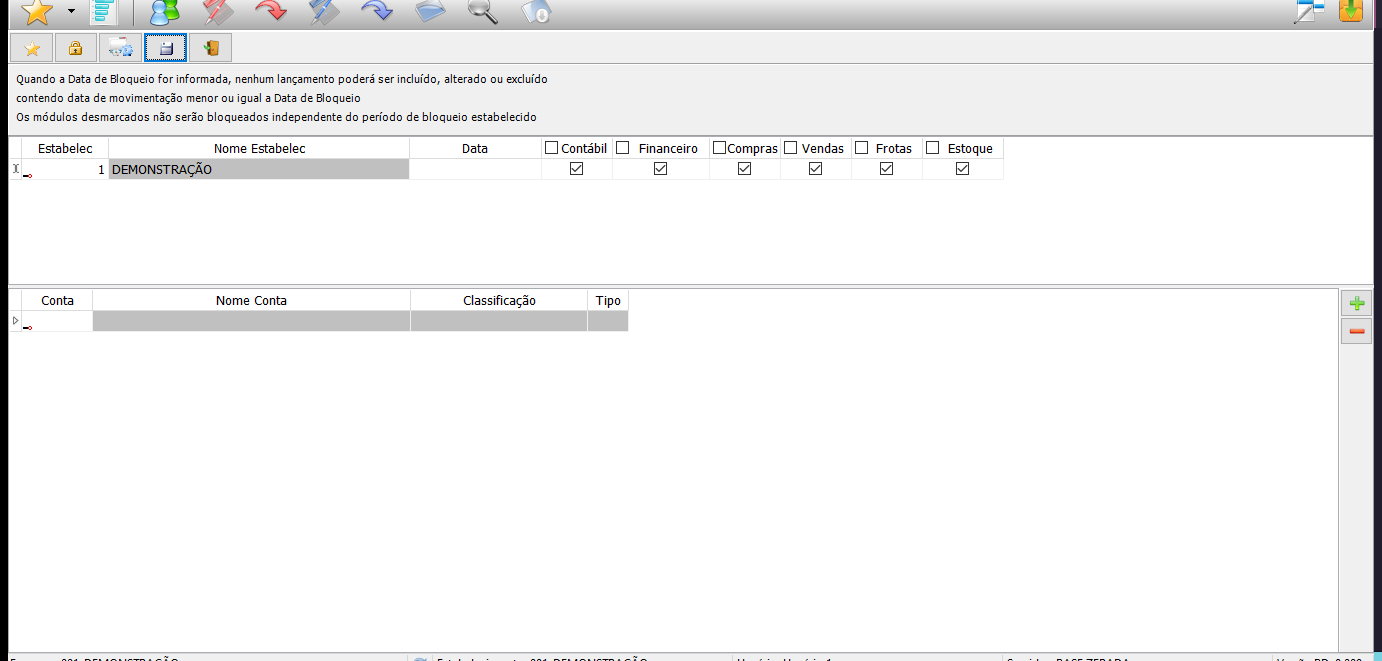 Quando a Data de Bloqueio for informada, nenhum lançamento poderá ser incluído, alterado ou excluído
contendo data de movimentação menor ou igual a Data de Bloqueio
Os módulos desmarcados não serão bloqueados independente do período de bloqueio estabelecido
Estabelec Nome Estabelec Data Contábil Financeiro Compras Vendas Frotas Estoque
1 DEMONSTRAÇÃO
Conta Nome Conta Classificação Tipo